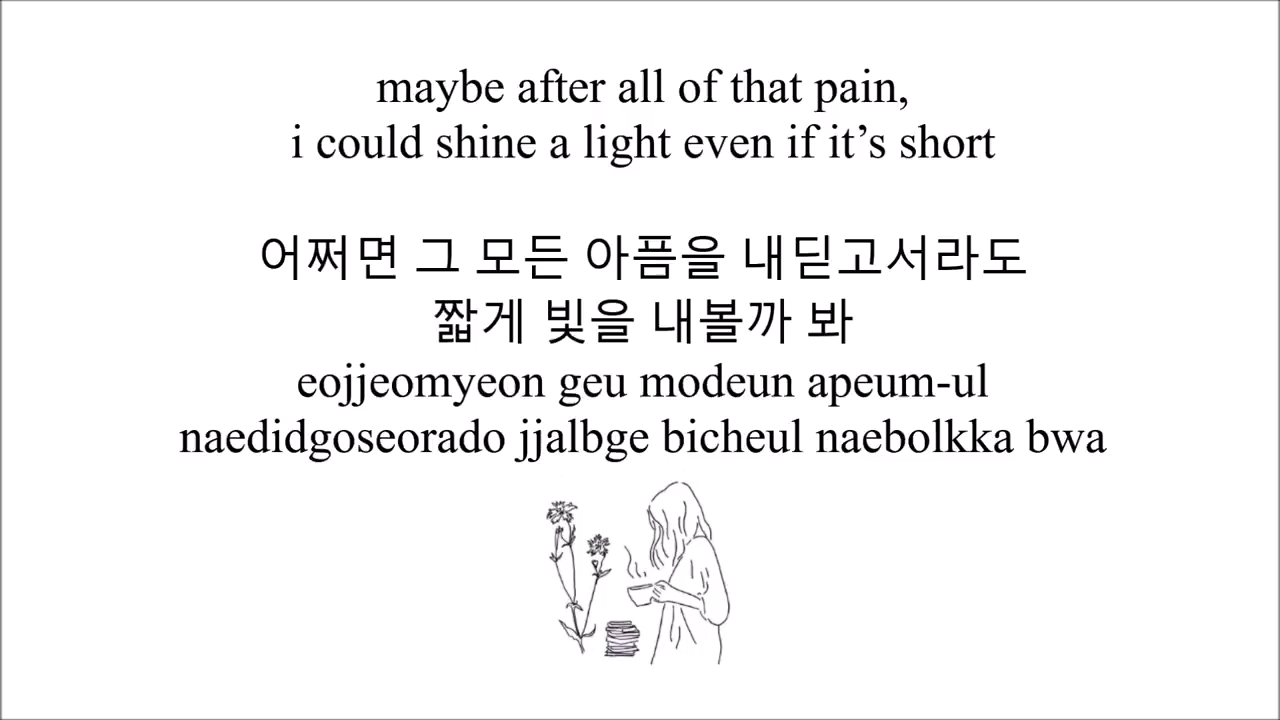 maybe after all of that pain,
i could shine a light even if it’s short
어쩌면 그 모든 아픔을 내딛고서라도
짧게 빛을 내볼까 봐
eojjeomyeon geu modeun apeum-ul
naedidgoseorado jjalbge bicheul naebolkka bwa